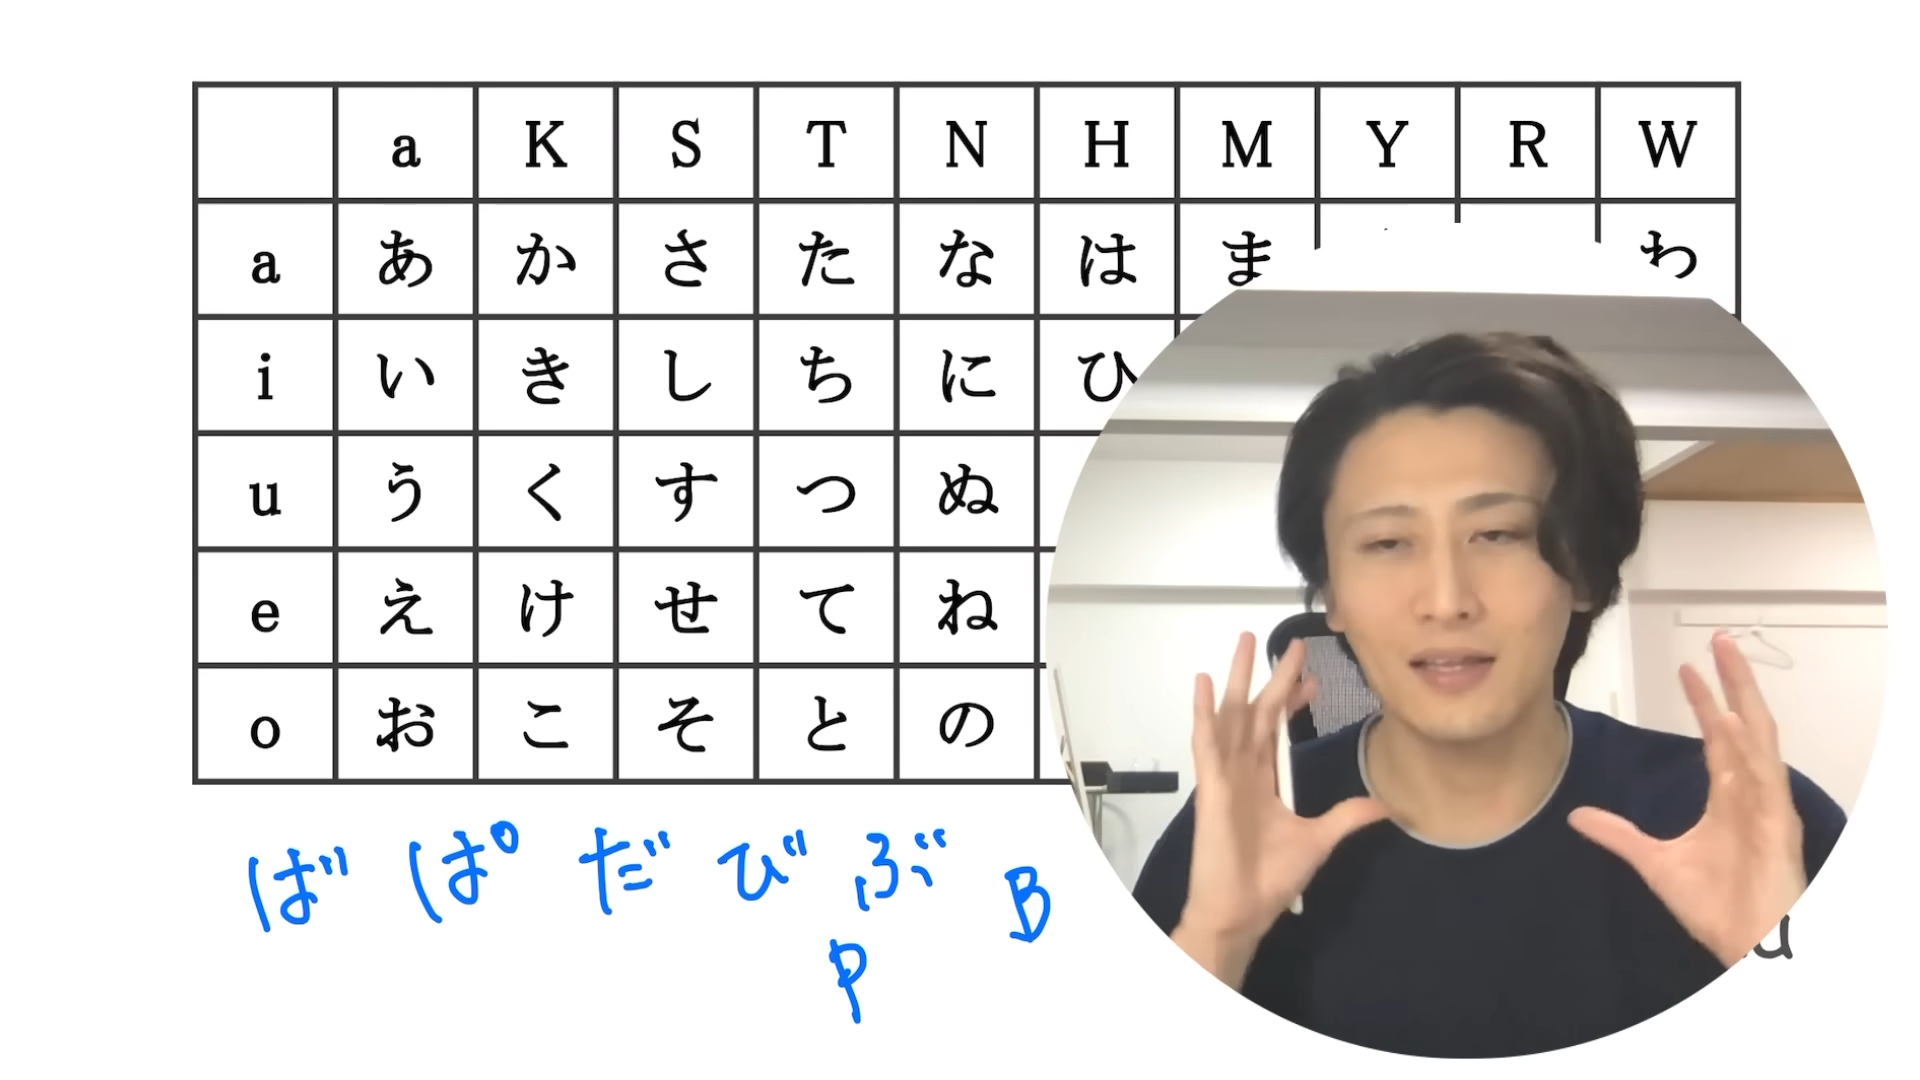 a K S T N H M Y R W
a あ か さ た な は ま わ
i い き し ち に ひ
u う く す つ ぬ
e え け せ て ね
o お こ そ と の
ば ぱ だ び ぶ B
P